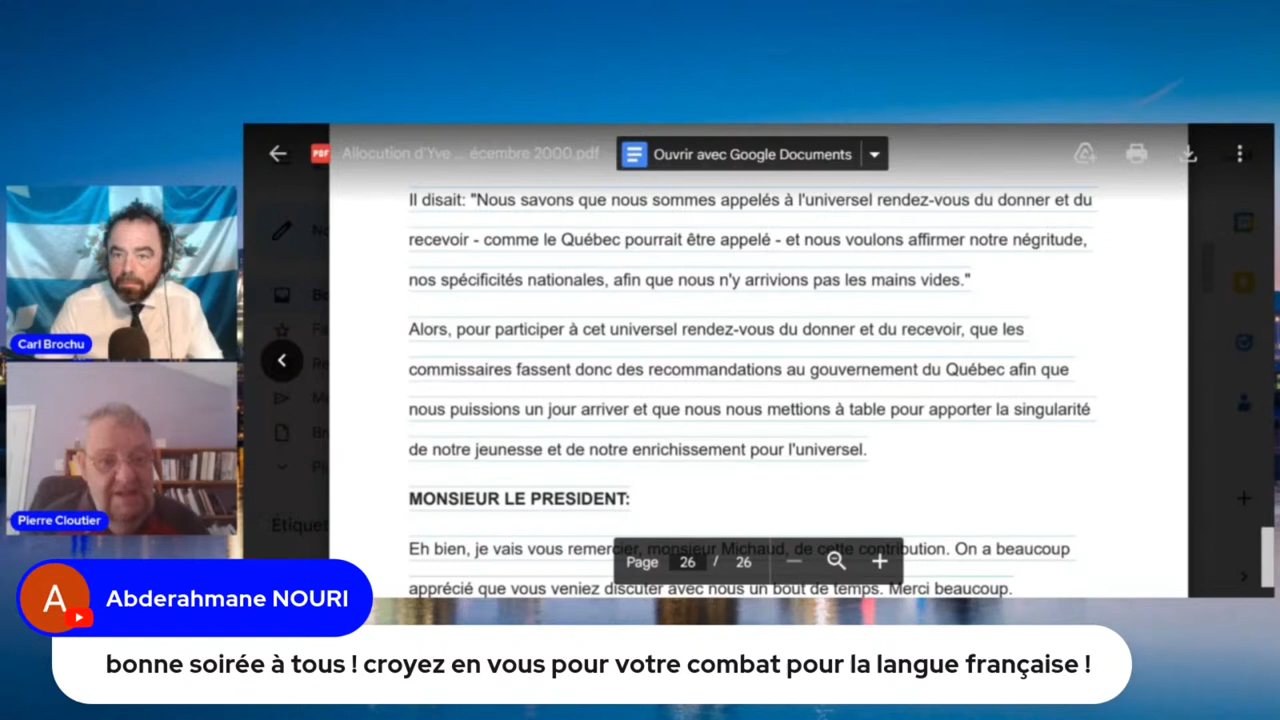 Allocution d'Yve ... écembre 2000.pdf
Ouvrir avec Google Documents
Il disait: "Nous savons que nous sommes appelés à l'universel rendez-vous du donner et du
recevoir - comme le Québec pourrait être appelé - et nous voulons affirmer notre négritude,
nos spécificités nationales, afin que nous n'y arrivions pas les mains vides."
Alors, pour participer à cet universel rendez-vous du donner et du recevoir, que les
commissaires fassent donc des recommandations au gouvernement du Québec afin que
nous puissions un jour arriver et que nous nous mettions à table pour apporter la singularité
de notre jeunesse et de notre enrichissement pour l'universel.
MONSIEUR LE PRESIDENT:
Eh bien, je vais vous remercier, monsieur Michaud, de cette contribution. On a beaucoup
Page 26 / 26
apprécié que vous veniez discuter avec nous un bout de temps. Merci beaucoup.
PDF
Étiquet
Carl Brochu
Pierre Cloutier
A
Abderahmane NOURI
bonne soirée à tous ! croyez en vous pour votre combat pour la langue française !